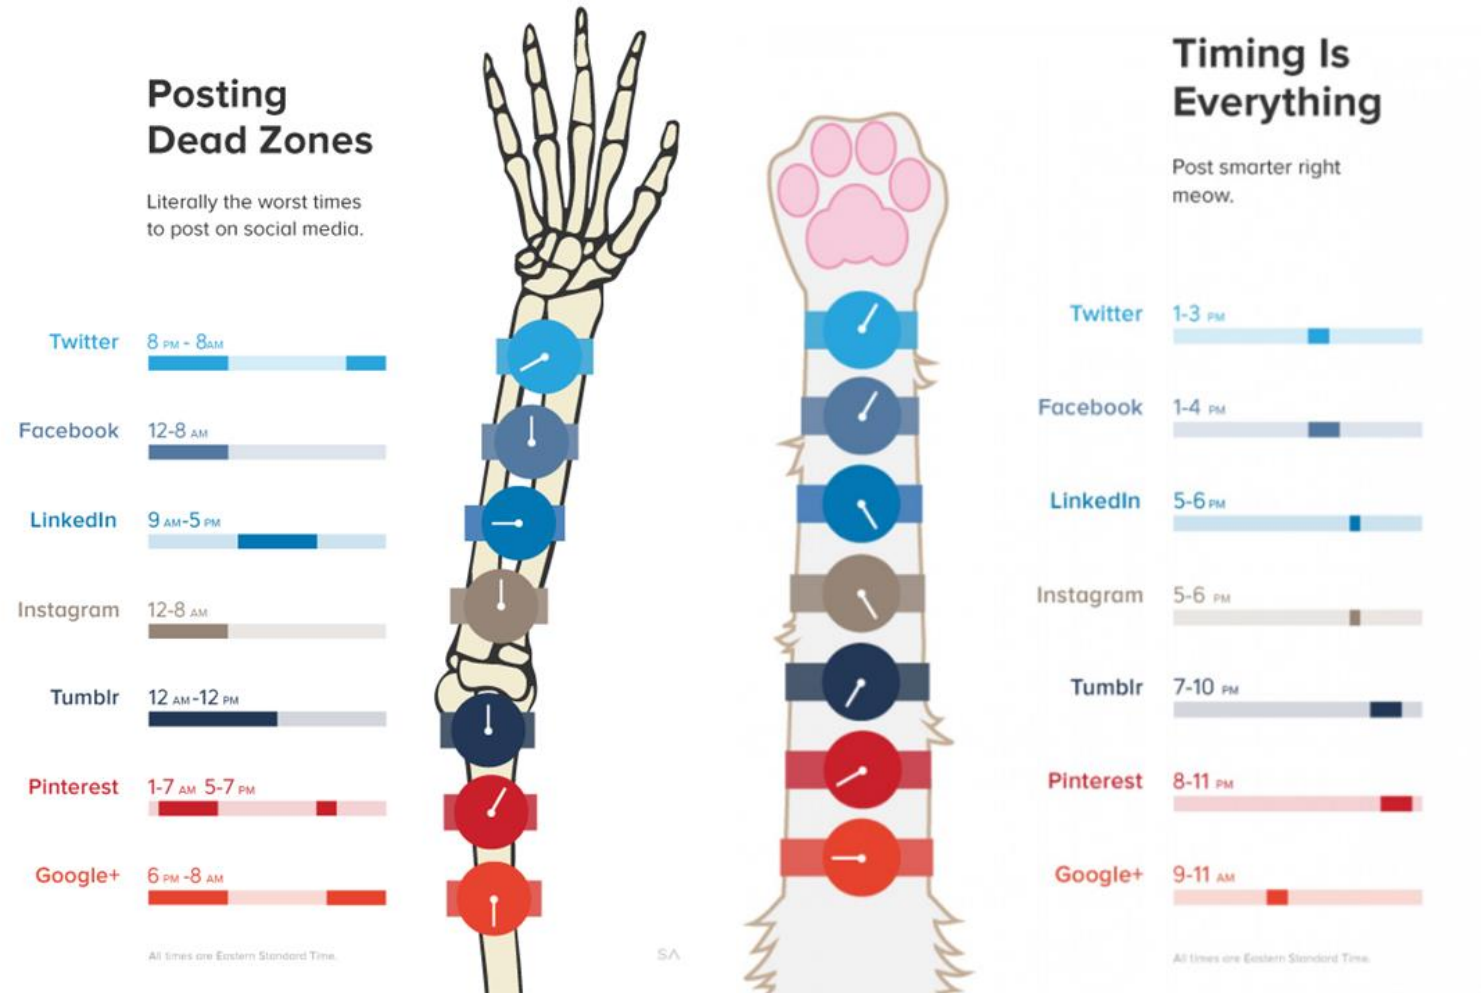 Posting
Dead Zones
Literally the worst times
to post on social media.
Twitter 8 PM - 8AM
Facebook 12-8 AM
LinkedIn 9 AM-5 PM
Instagram 12-8 AM
Tumblr 12 AM-12 PM
Pinterest 1-7 AM 5-7 PM
Google+ 6 PM -8 AM
All times are Eastern Standard Time.
SΛ
Timing Is
Everything
Post smarter right
meow.
Twitter 1-3 PM
Facebook 1-4 PM
LinkedIn 5-6 PM
Instagram 5-6 PM
Tumblr 7-10 PM
Pinterest 8-11 PM
Google+ 9-11 AM
All times are Eastern Standard Time.